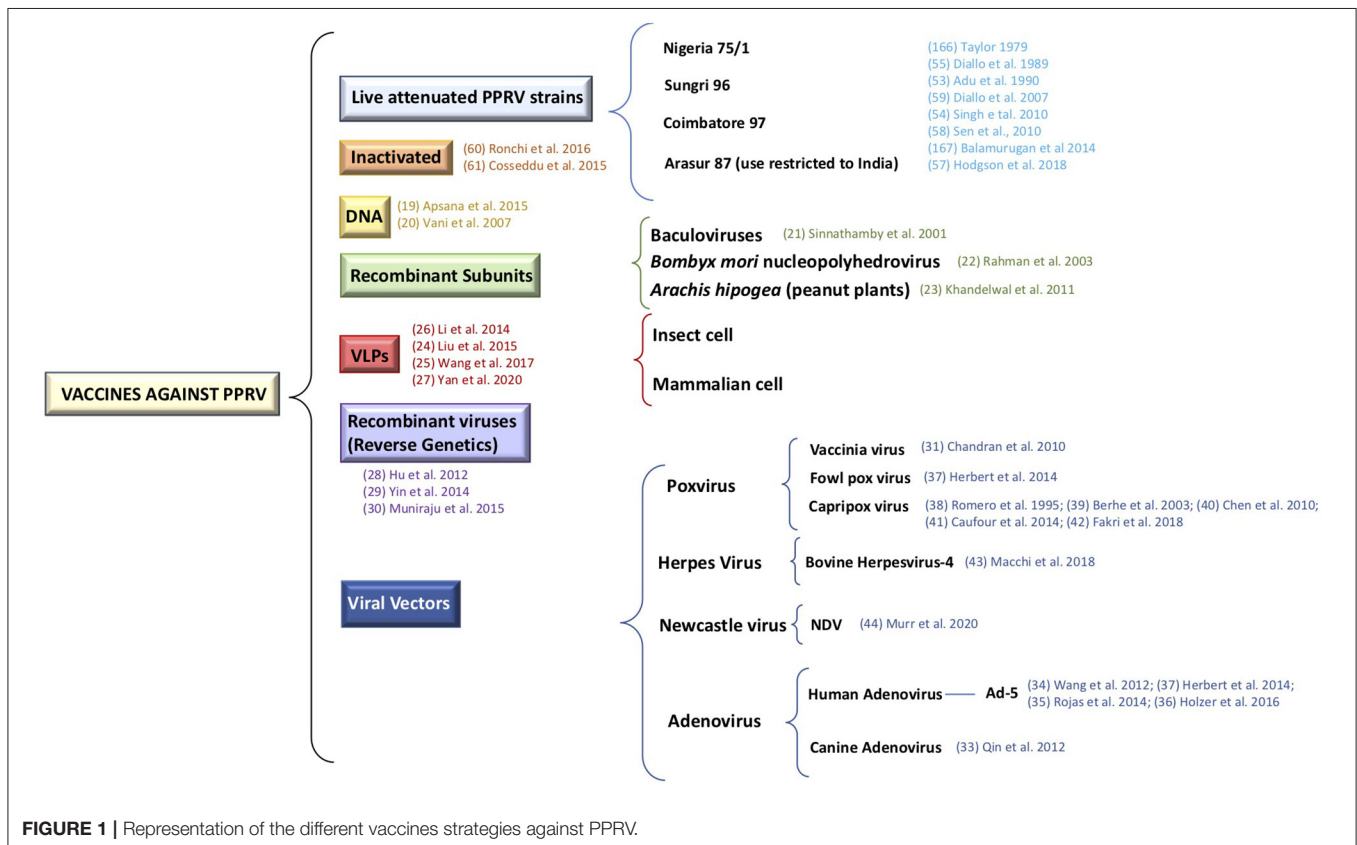 VACCINES AGAINST PPRV
Live attenuated PPRV strains
Nigeria 75/1
Sungri 96
Coimbatore 97
Arasur 87 (use restricted to India)
(166) Taylor 1979
(55) Diallo et al. 1989
(53) Adu et al. 1990
(59) Diallo et al. 2007
(54) Singh e tal. 2010
(58) Sen et al., 2010
(167) Balamurugan et al 2014
(57) Hodgson et al. 2018
Inactivated
(60) Ronchi et al. 2016
(61) Cosseddu et al. 2015
DNA
(19) Apsana et al. 2015
(20) Vani et al. 2007
Recombinant Subunits
Baculoviruses (21) Sinnathamby et al. 2001
Bombyx mori nucleopolyhedrovirus (22) Rahman et al. 2003
Arachis hipogea (peanut plants) (23) Khandelwal et al. 2011
VLPs
(26) Li et al. 2014
(24) Liu et al. 2015
(25) Wang et al. 2017
(27) Yan et al. 2020
Insect cell
Mammalian cell
Recombinant viruses
(Reverse Genetics)
(28) Hu et al. 2012
(29) Yin et al. 2014
(30) Muniraju et al. 2015
Viral Vectors
Poxvirus
Vaccinia virus (31) Chandran et al. 2010
Fowl pox virus (37) Herbert et al. 2014
Capripox virus (38) Romero et al. 1995; (39) Berhe et al. 2003; (40) Chen et al. 2010;
(41) Caufour et al. 2014; (42) Fakri et al. 2018
Herpes Virus
Bovine Herpesvirus-4 (43) Macchi et al. 2018
Newcastle virus
NDV (44) Murr et al. 2020
Adenovirus
Human Adenovirus Ad-5 (34) Wang et al. 2012; (37) Herbert et al. 2014;
(35) Rojas et al. 2014; (36) Holzer et al. 2016
Canine Adenovirus (33) Qin et al. 2012
FIGURE 1 | Representation of the different vaccines strategies against PPRV.